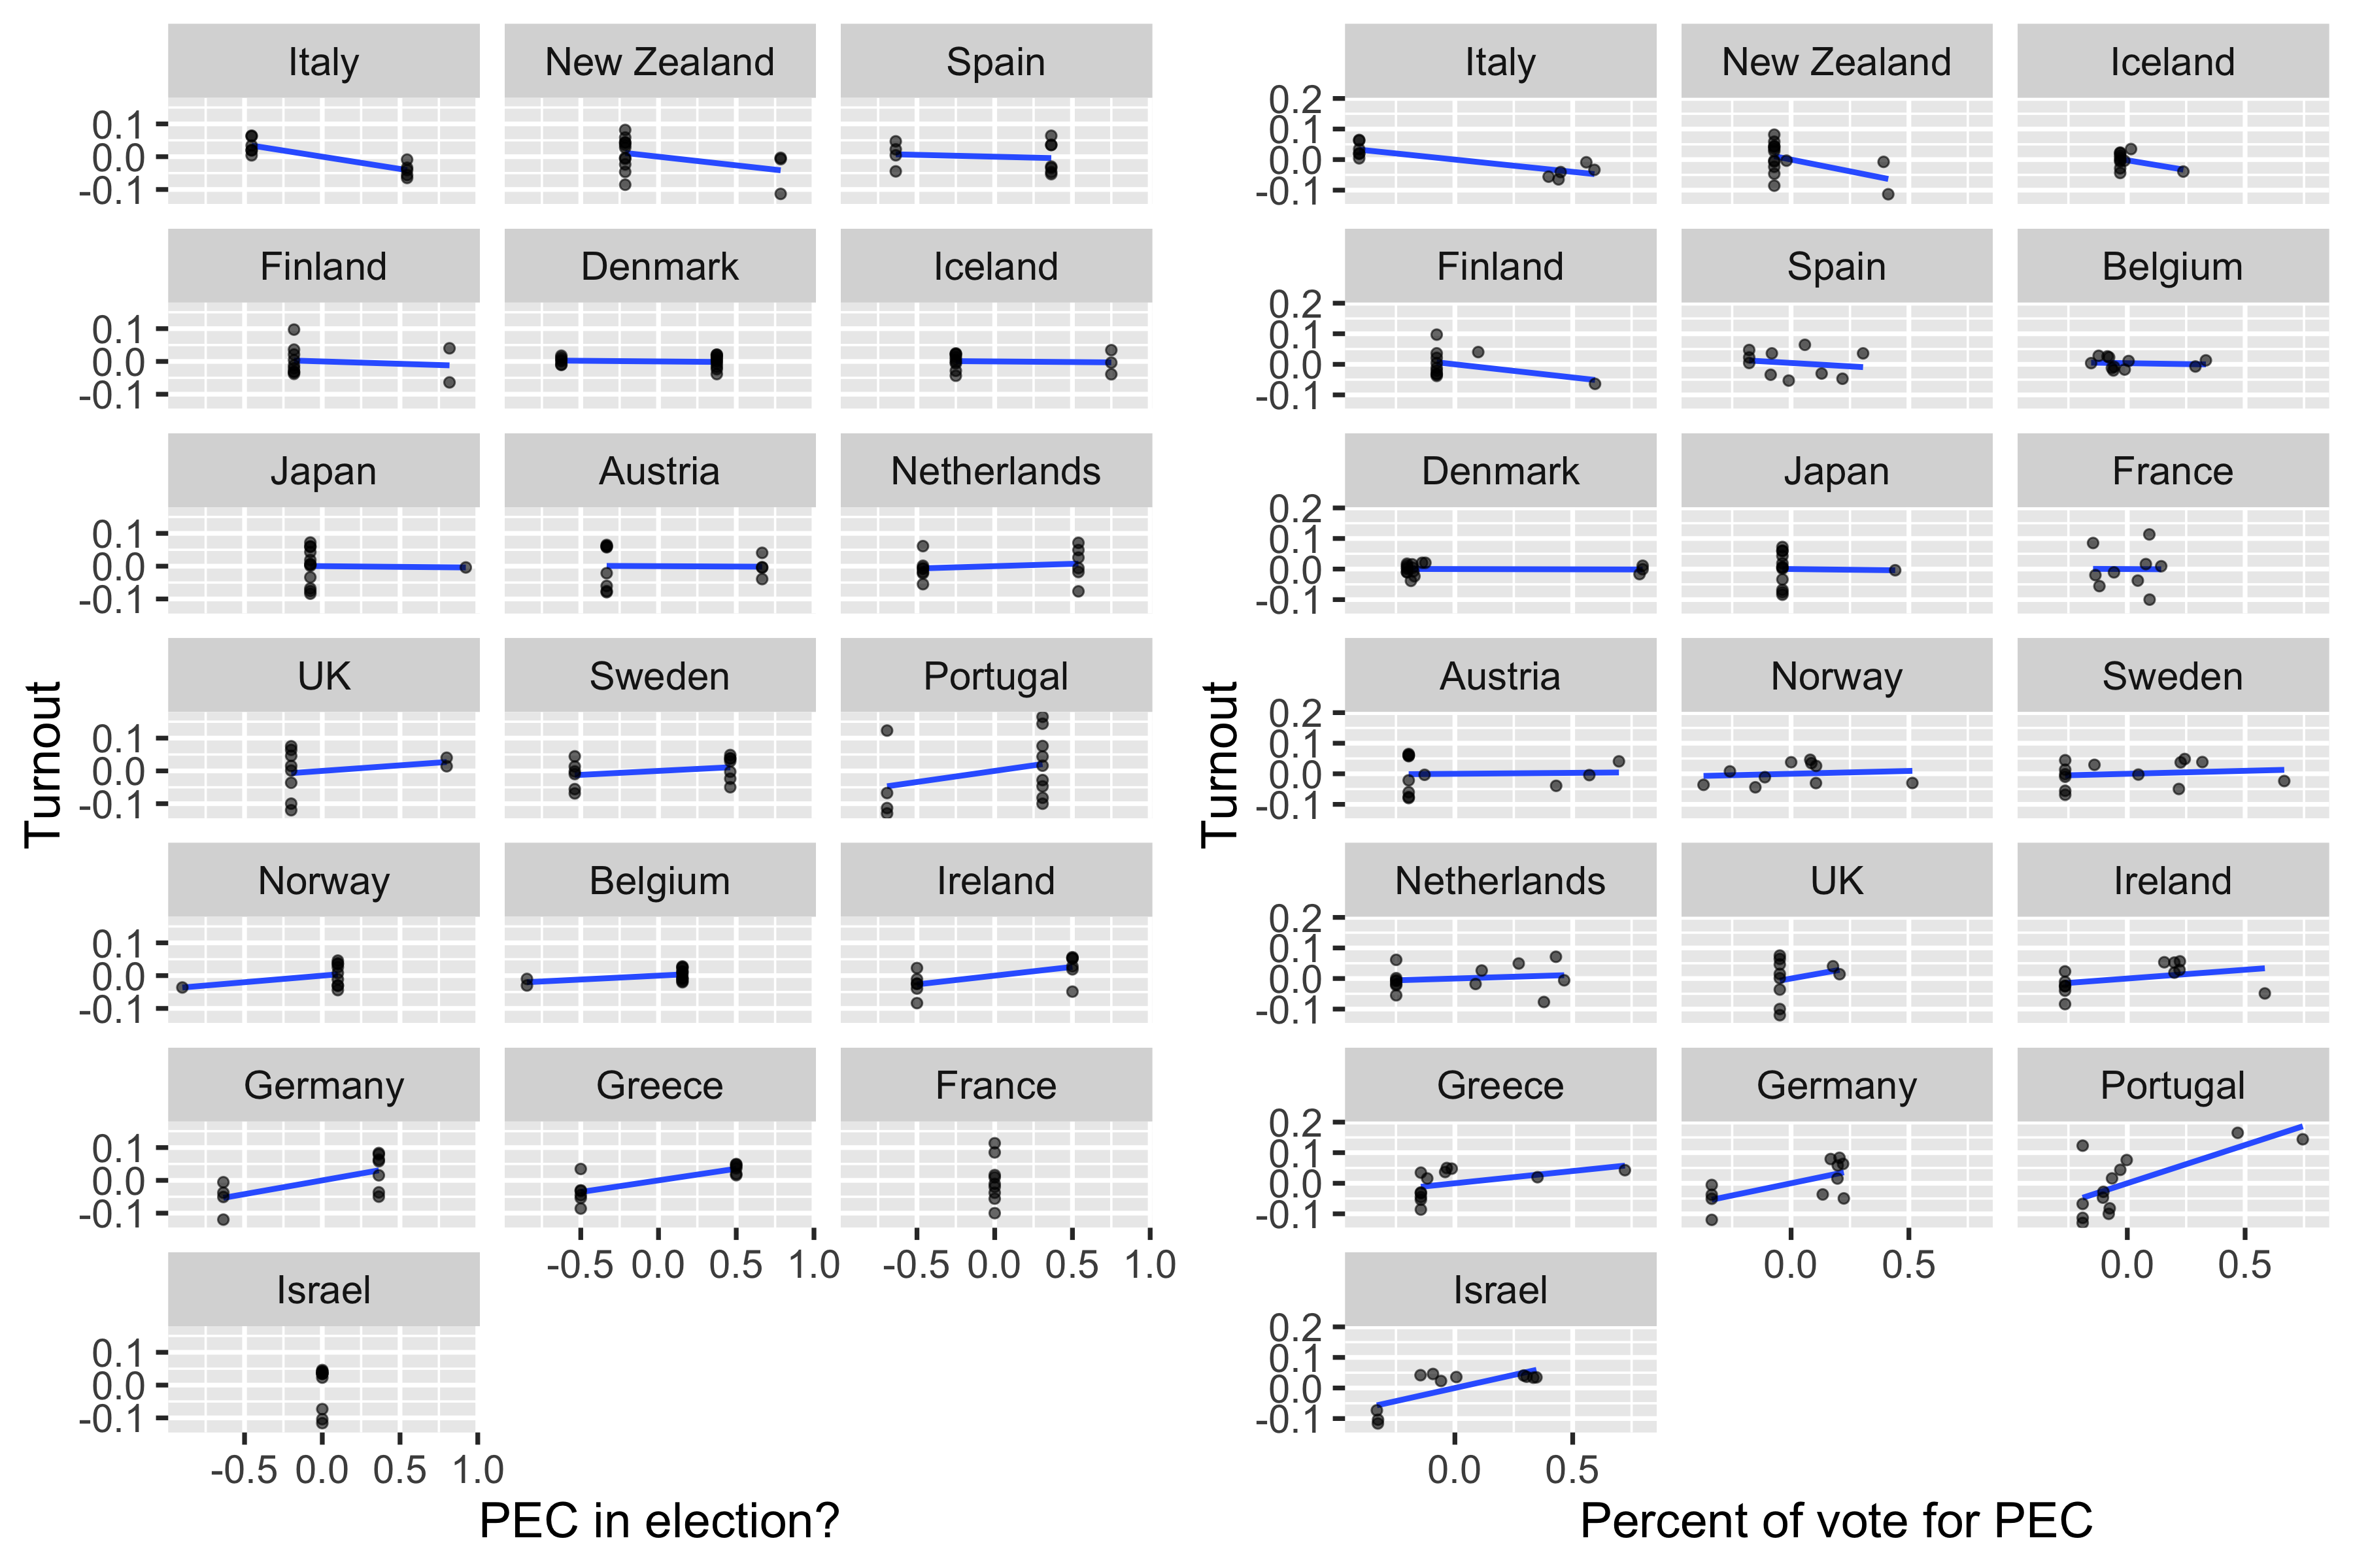 Italy New Zealand Spain
0.1
0.0
-0.1
Finland Denmark Iceland
0.1
0.0
-0.1
Japan Austria Netherlands
0.1
0.0
-0.1
UK Sweden Portugal
0.1
0.0
-0.1
Norway Belgium Ireland
0.1
0.0
-0.1
Germany Greece France
0.1
0.0
-0.1
-0.5 0.0 0.5 1.0 -0.5 0.0 0.5 1.0
Israel
0.1
0.0
-0.1
-0.5 0.0 0.5 1.0
Turnout
PEC in election?
Italy New Zealand Iceland
0.2
0.1
0.0
-0.1
Finland Spain Belgium
0.2
0.1
0.0
-0.1
Denmark Japan France
0.2
0.1
0.0
-0.1
Austria Norway Sweden
0.2
0.1
0.0
-0.1
Netherlands UK Ireland
0.2
0.1
0.0
-0.1
Greece Germany Portugal
0.2
0.1
0.0
-0.1
0.0 0.5 0.0 0.5
Israel
0.2
0.1
0.0
-0.1
0.0 0.5
Turnout
Percent of vote for PEC